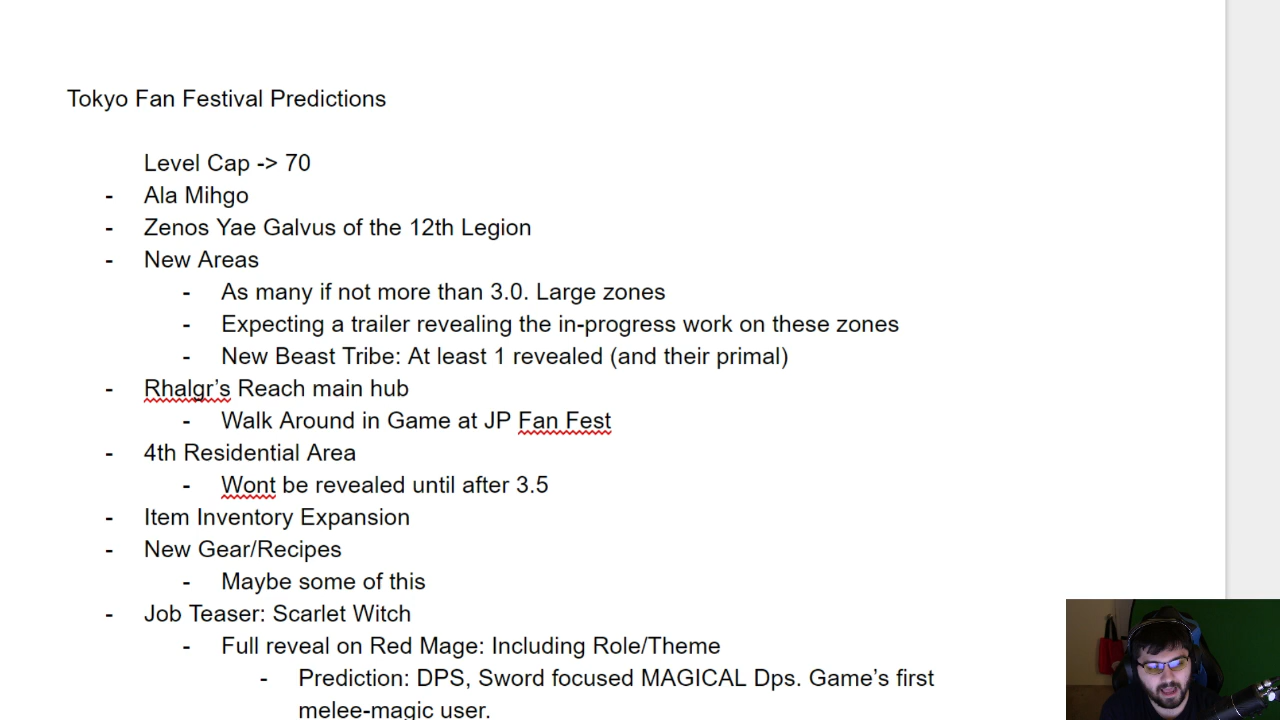 Tokyo Fan Festival Predictions
Level Cap -> 70
- Ala Mihgo
- Zenos Yae Galvus of the 12th Legion
- New Areas
- As many if not more than 3.0. Large zones
- Expecting a trailer revealing the in-progress work on these zones
- New Beast Tribe: At least 1 revealed (and their primal)
- Rhalgr’s Reach main hub
- Walk Around in Game at JP Fan Fest
- 4th Residential Area
- Wont be revealed until after 3.5
- Item Inventory Expansion
- New Gear/Recipes
- Maybe some of this
- Job Teaser: Scarlet Witch
- Full reveal on Red Mage: Including Role/Theme
- Prediction: DPS, Sword focused MAGICAL Dps. Game’s first
melee-magic user.